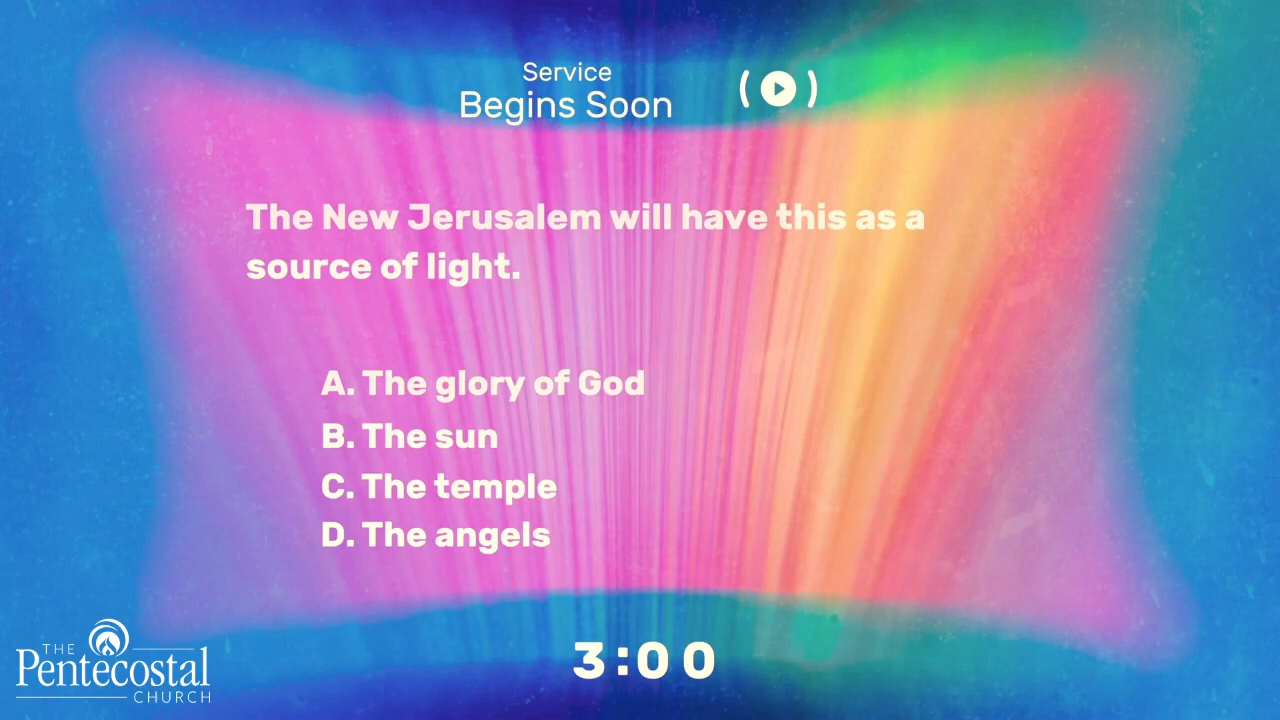 Service
Begins Soon
The New Jerusalem will have this as a
source of light.
A. The glory of God
B. The sun
C. The temple
D. The angels
3:00
THE
Pentecostal
CHURCH